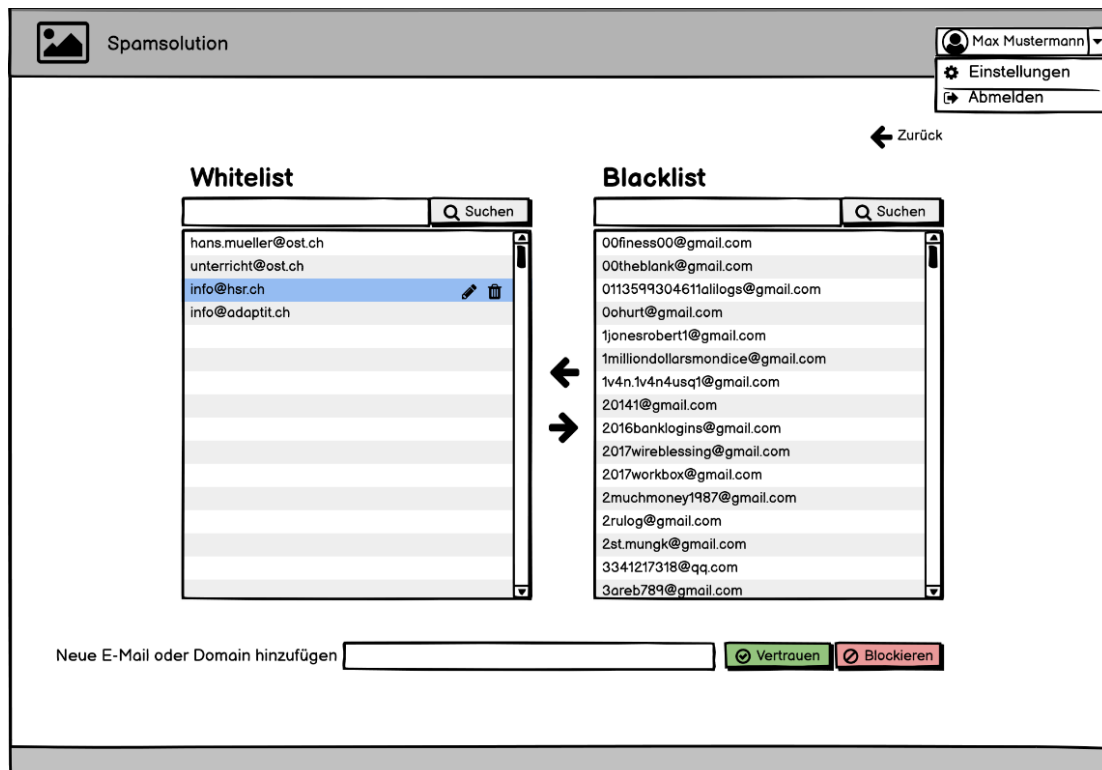 Spamsolution
Max Mustermann
Einstellungen
Abmelden
Zurück
Whitelist
Suchen
hans.mueller@ost.ch
unterricht@ost.ch
info@hsr.ch
info@adaptit.ch
Blacklist
Suchen
00finess00@gmail.com
00theblank@gmail.com
0113599304611alilogs@gmail.com
0ohurt@gmail.com
1jonesrobert1@gmail.com
1milliondollarsmondice@gmail.com
1v4n.1v4n4usq1@gmail.com
20141@gmail.com
2016banklogins@gmail.com
2017wireblessing@gmail.com
2017workbox@gmail.com
2muchmoney1987@gmail.com
2rulog@gmail.com
2st.mungk@gmail.com
3341217318@qq.com
3areb789@gmail.com
Neue E-Mail oder Domain hinzufügen
Vertrauen
Blockieren